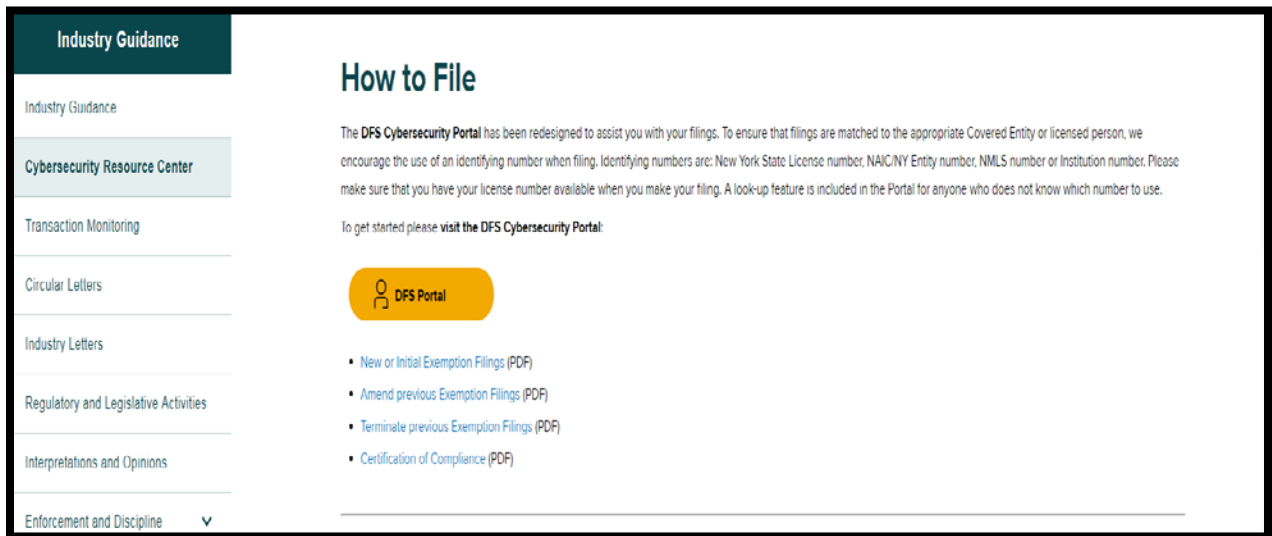 Industry Guidance
Industry Guidance
Cybersecurity Resource Center
Transaction Monitoring
Circular Letters
Industry Letters
Regulatory and Legislative Activities
Interpretations and Opinions
Enforcement and Discipline
How to File
The DFS Cybersecurity Portal has been redesigned to assist you with your filings. To ensure that filings are matched to the appropriate Covered Entity or licensed person, we
encourage the use of an identifying number when filing. Identifying numbers are: New York State License number, NAIC/NY Entity number, NMLS number or Institution number. Please
make sure that you have your license number available when you make your filing. A look-up feature is included in the Portal for anyone who does not know which number to use.
To get started please visit the DFS Cybersecurity Portal:
DFS Portal
• New or Initial Exemption Filings (PDF)
• Amend previous Exemption Filings (PDF)
• Terminate previous Exemption Filings (PDF)
• Certification of Compliance (PDF)